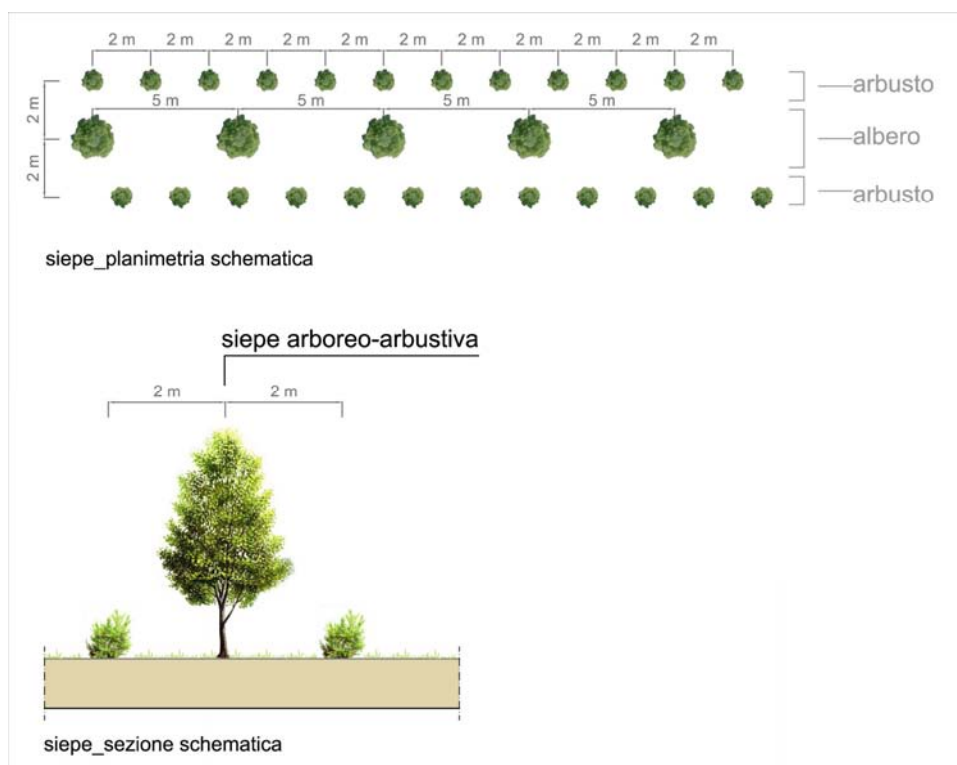 2 m 2 m 2 m 2 m 2 m 2 m 2 m 2 m 2 m 2 m 2 m
arbusto
2 m
5 m 5 m 5 m 5 m
albero
2 m
arbusto
siepe_planimetria schematica
siepe arboreo-arbustiva
2 m 2 m
siepe_sezione schematica